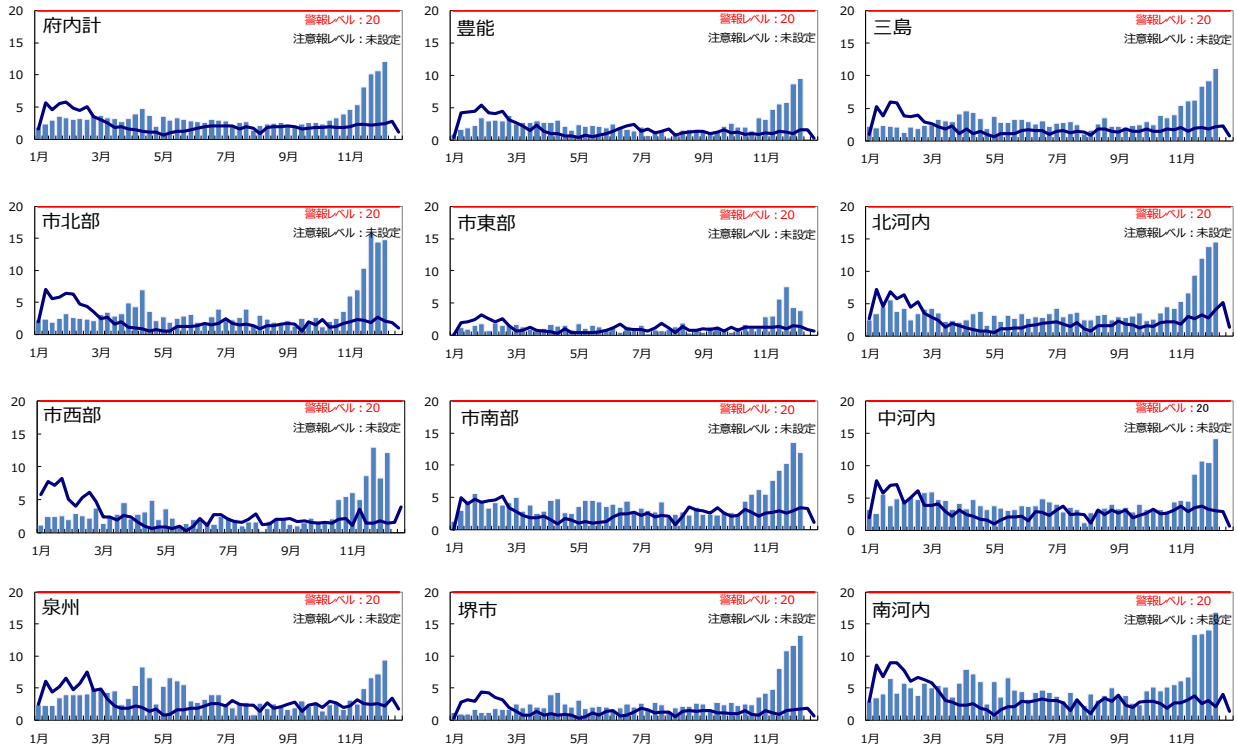 府内計
警報レベル：20
注意報レベル：未設定
20
15
10
5
0
1月 3月 5月 7月 9月 11月
豊能
警報レベル：20
注意報レベル：未設定
20
15
10
5
0
1月 3月 5月 7月 9月 11月
三島
警報レベル：20
注意報レベル：未設定
20
15
10
5
0
1月 3月 5月 7月 9月 11月
市北部
警報レベル：20
注意報レベル：未設定
20
15
10
5
0
1月 3月 5月 7月 9月 11月
市東部
警報レベル：20
注意報レベル：未設定
20
15
10
5
0
1月 3月 5月 7月 9月 11月
北河内
警報レベル：20
注意報レベル：未設定
20
15
10
5
0
1月 3月 5月 7月 9月 11月
市西部
警報レベル：20
注意報レベル：未設定
20
15
10
5
0
1月 3月 5月 7月 9月 11月
市南部
警報レベル：20
注意報レベル：未設定
20
15
10
5
0
1月 3月 5月 7月 9月 11月
中河内
警報レベル：20
注意報レベル：未設定
20
15
10
5
0
1月 3月 5月 7月 9月 11月
泉州
警報レベル：20
注意報レベル：未設定
20
15
10
5
0
1月 3月 5月 7月 9月 11月
堺市
警報レベル：20
注意報レベル：未設定
20
15
10
5
0
1月 3月 5月 7月 9月 11月
南河内
警報レベル：20
注意報レベル：未設定
20
15
10
5
0
1月 3月 5月 7月 9月 11月